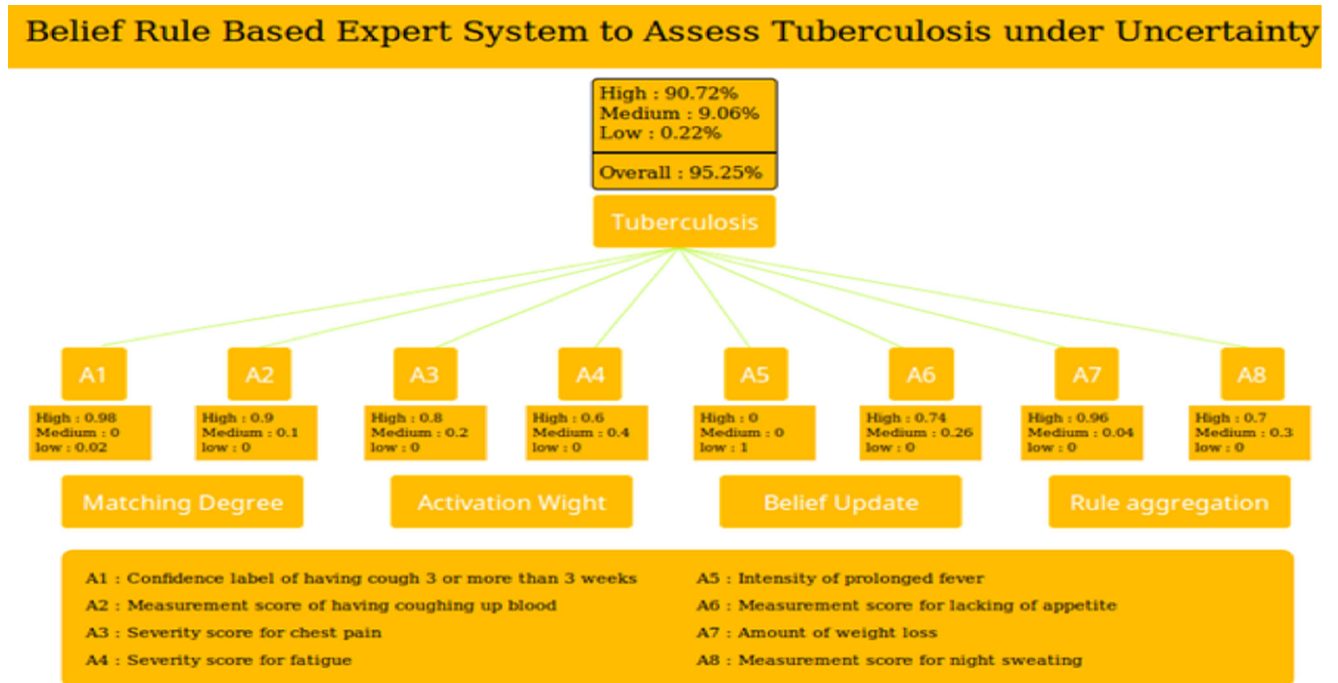 Belief Rule Based Expert System to Assess Tuberculosis under Uncertainty
High : 90.72%
Medium : 9.06%
Low : 0.22%
Overall : 95.25%
Tuberculosis
A1
High : 0.98
Medium : 0
low : 0.02
A2
High : 0.9
Medium : 0.1
low : 0
A3
High : 0.8
Medium : 0.2
low : 0
A4
High : 0.6
Medium : 0.4
low : 0
A5
High : 0
Medium : 0
low : 1
A6
High : 0.74
Medium : 0.26
low : 0
A7
High : 0.96
Medium : 0.04
low : 0
A8
High : 0.7
Medium : 0.3
low : 0
Matching Degree
Activation Wight
Belief Update
Rule aggregation
A1 : Confidence label of having cough 3 or more than 3 weeks
A2 : Measurement score of having coughing up blood
A3 : Severity score for chest pain
A4 : Severity score for fatigue
A5 : Intensity of prolonged fever
A6 : Measurement score for lacking of appetite
A7 : Amount of weight loss
A8 : Measurement score for night sweating